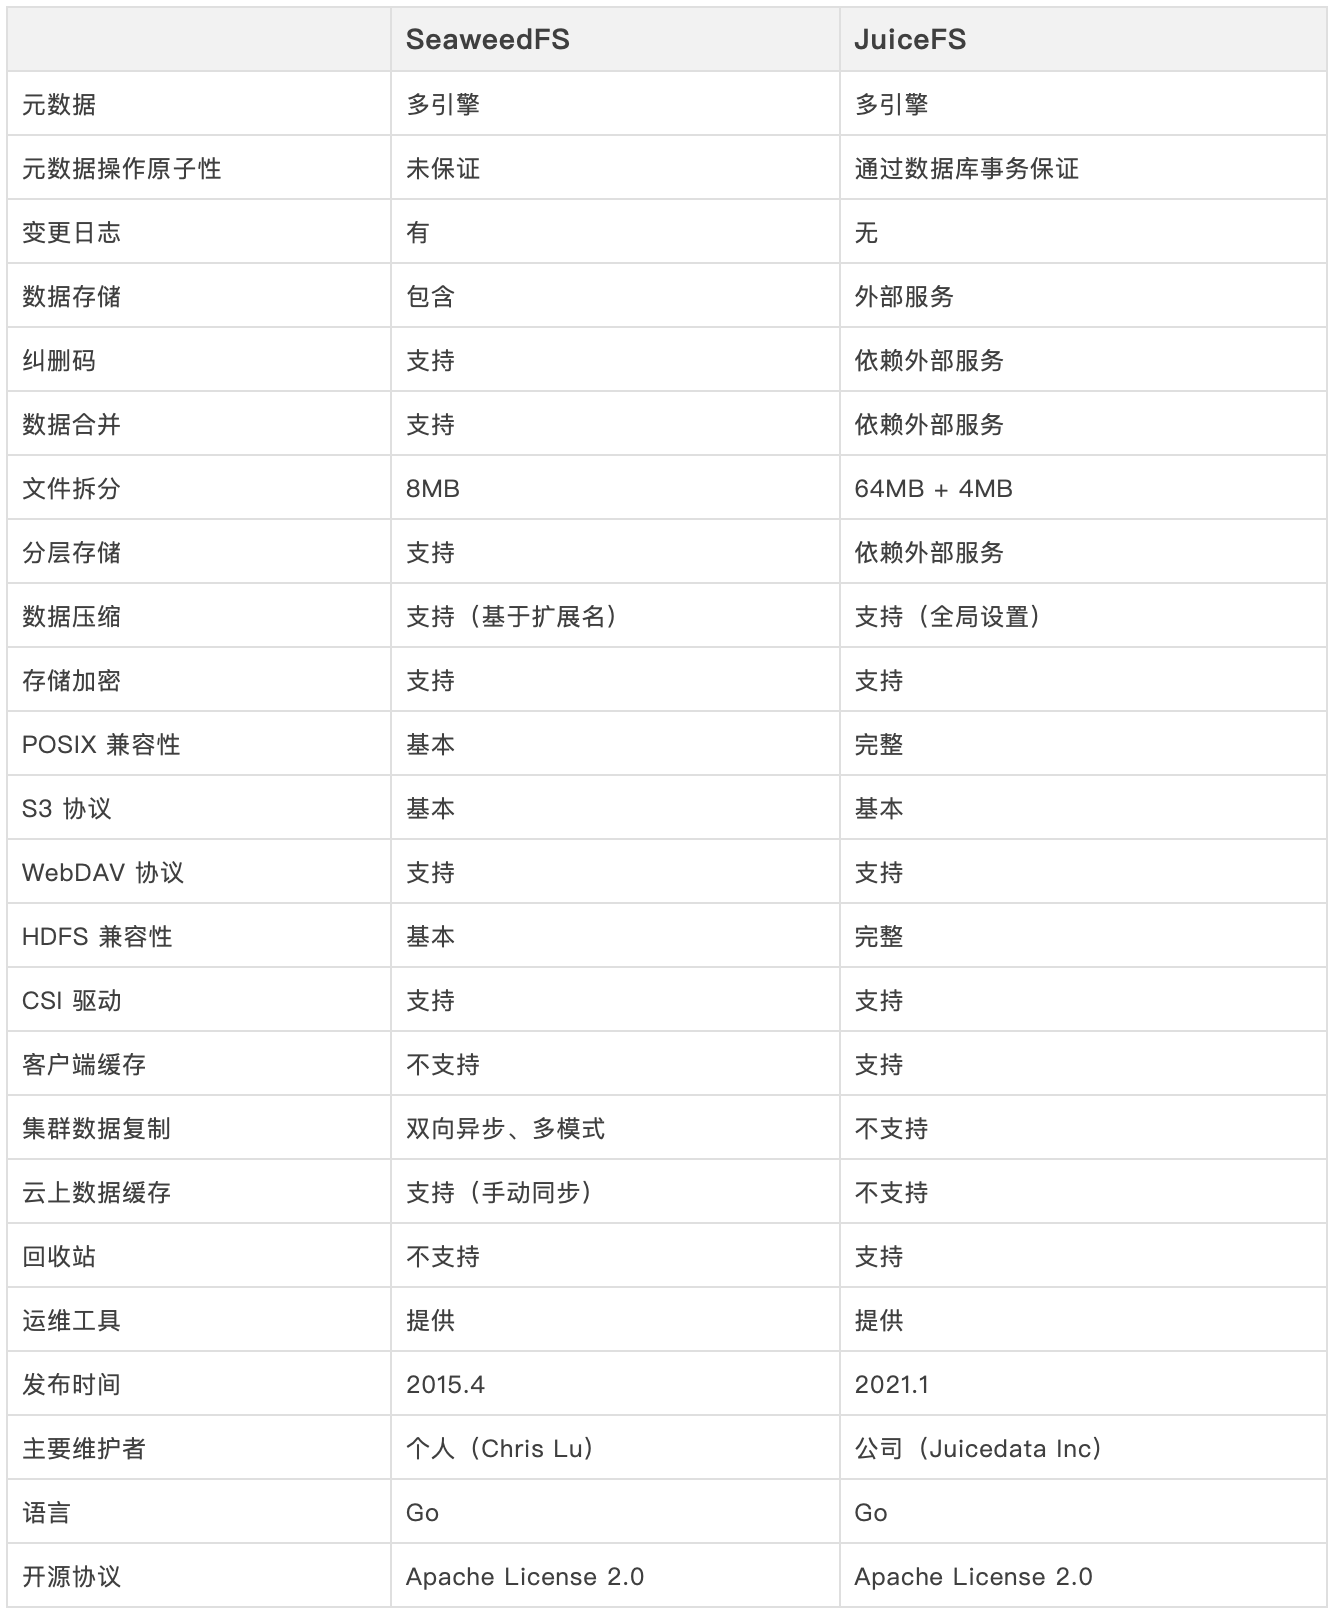 SeaweedFS JuiceFS
元数据 多引擎 多引擎
元数据操作原子性 未保证 通过数据库事务保证
变更日志 有 无
数据存储 包含 外部服务
纠删码 支持 依赖外部服务
数据合并 支持 依赖外部服务
文件拆分 8MB 64MB + 4MB
分层存储 支持 依赖外部服务
数据压缩 支持（基于扩展名） 支持（全局设置）
存储加密 支持 支持
POSIX 兼容性 基本 完整
S3 协议 基本 基本
WebDAV 协议 支持 支持
HDFS 兼容性 基本 完整
CSI 驱动 支持 支持
客户端缓存 不支持 支持
集群数据复制 双向异步、多模式 不支持
云上数据缓存 支持（手动同步） 不支持
回收站 不支持 支持
运维工具 提供 提供
发布时间 2015.4 2021.1
主要维护者 个人（Chris Lu） 公司（Juicedata Inc）
语言 Go Go
开源协议 Apache License 2.0 Apache License 2.0